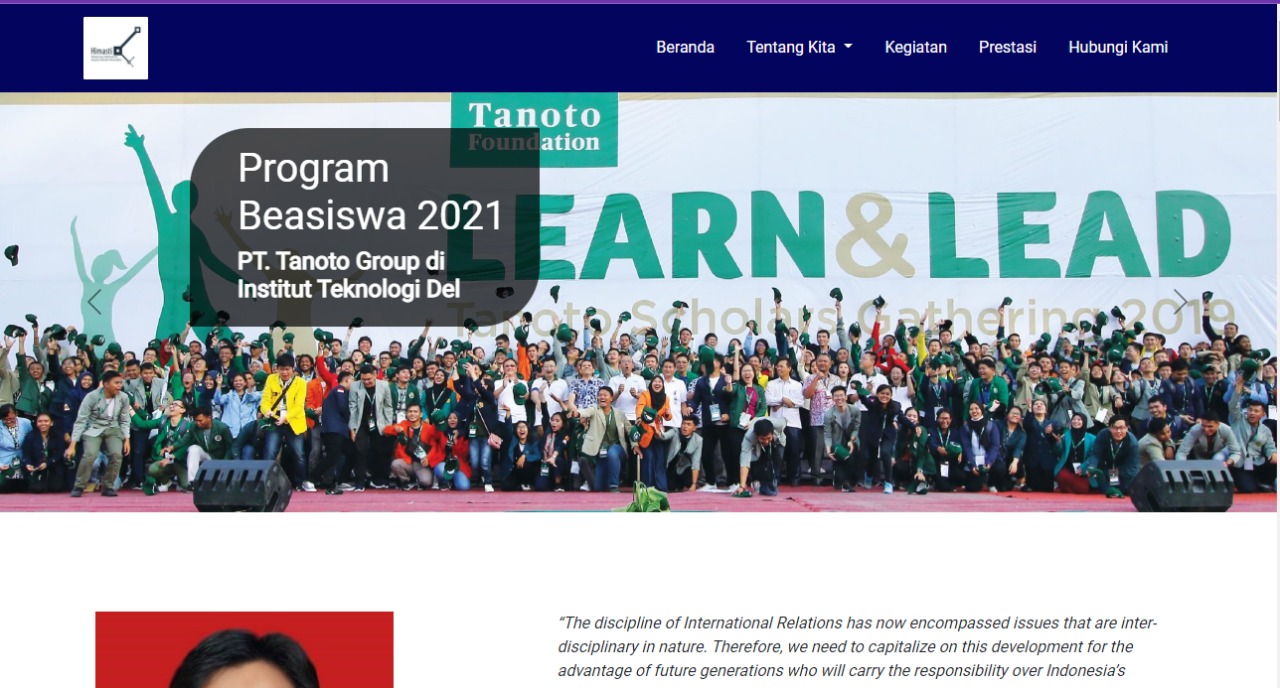 Himasti
Beranda
Tentang Kita
Kegiatan
Prestasi
Hubungi Kami
Tanoto
Foundation
Program
Beasiswa 2021
PT. Tanoto Group di
Institut Teknologi Del
LEARN&LEAD
Tanoto Scholars Gathering 2019
“The discipline of International Relations has now encompassed issues that are inter-
disciplinary in nature. Therefore, we need to capitalize on this development for the
advantage of future generations who will carry the responsibility over Indonesia’s